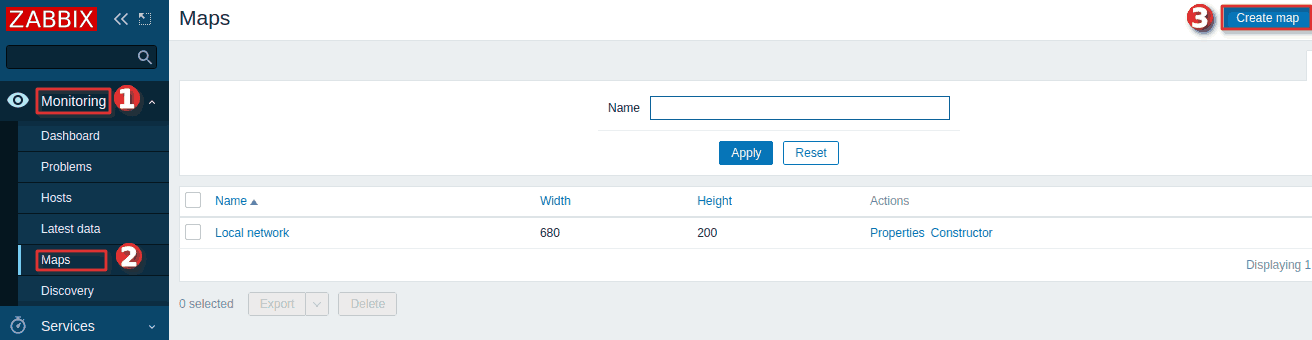 ZABBIX
Maps
3
Create map
Monitoring 1
Name
Dashboard
Problems
Apply Reset
Hosts
Name Width Height Actions
Latest data
Local network 680 200 Properties Constructor
Maps 2
Displaying 1
Discovery
0 selected Export Delete
Services